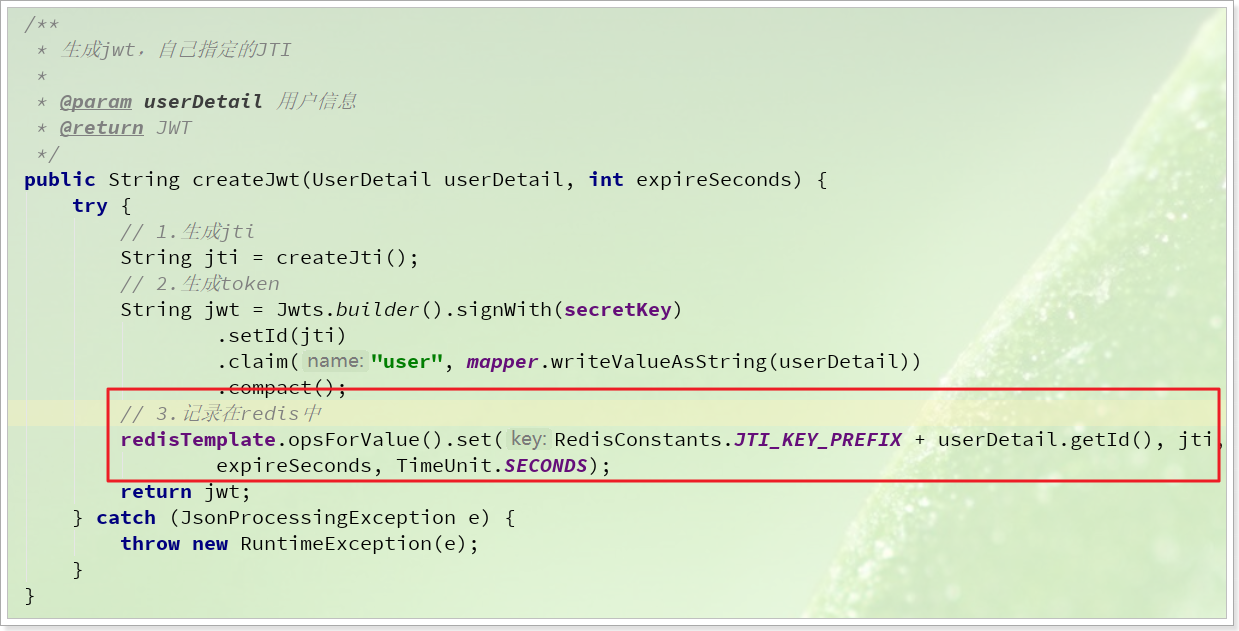 /**
 * 生成jwt，自己指定的JTI
 *
 * @param userDetail 用户信息
 * @return JWT
 */
public String createJwt(UserDetail userDetail, int expireSeconds) {
    try {
        // 1.生成jti
        String jti = createJti();
        // 2.生成token
        String jwt = Jwts.builder().signWith(secretKey)
                .setId(jti)
                .claim( name: "user", mapper.writeValueAsString(userDetail))
                .compact();
        // 3.记录在redis中
        redisTemplate.opsForValue().set( key: RedisConstants.JTI_KEY_PREFIX + userDetail.getId(), jti,
                expireSeconds, TimeUnit.SECONDS);
        return jwt;
    } catch (JsonProcessingException e) {
        throw new RuntimeException(e);
    }
}